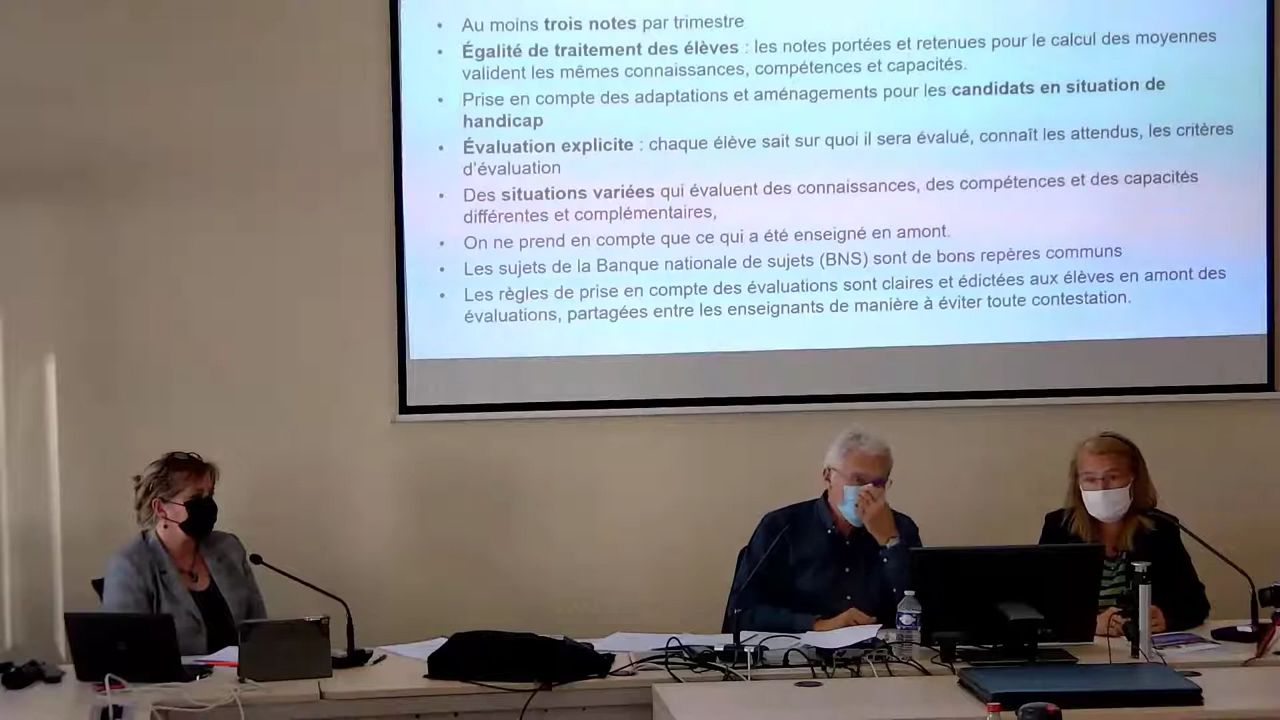 • Au moins trois notes par trimestre
• Égalité de traitement des élèves : les notes portées et retenues pour le calcul des moyennes
valident les mêmes connaissances, compétences et capacités.
• Prise en compte des adaptations et aménagements pour les candidats en situation de
handicap
• Évaluation explicite : chaque élève sait sur quoi il sera évalué, connaît les attendus, les critères
d'évaluation
• Des situations variées qui évaluent des connaissances, des compétences et des capacités
différentes et complémentaires,
• On ne prend en compte que ce qui a été enseigné en amont.
• Les sujets de la Banque nationale de sujets (BNS) sont de bons repères communs
• Les règles de prise en compte des évaluations sont claires et édictées aux élèves en amont des
évaluations, partagées entre les enseignants de manière à éviter toute contestation.